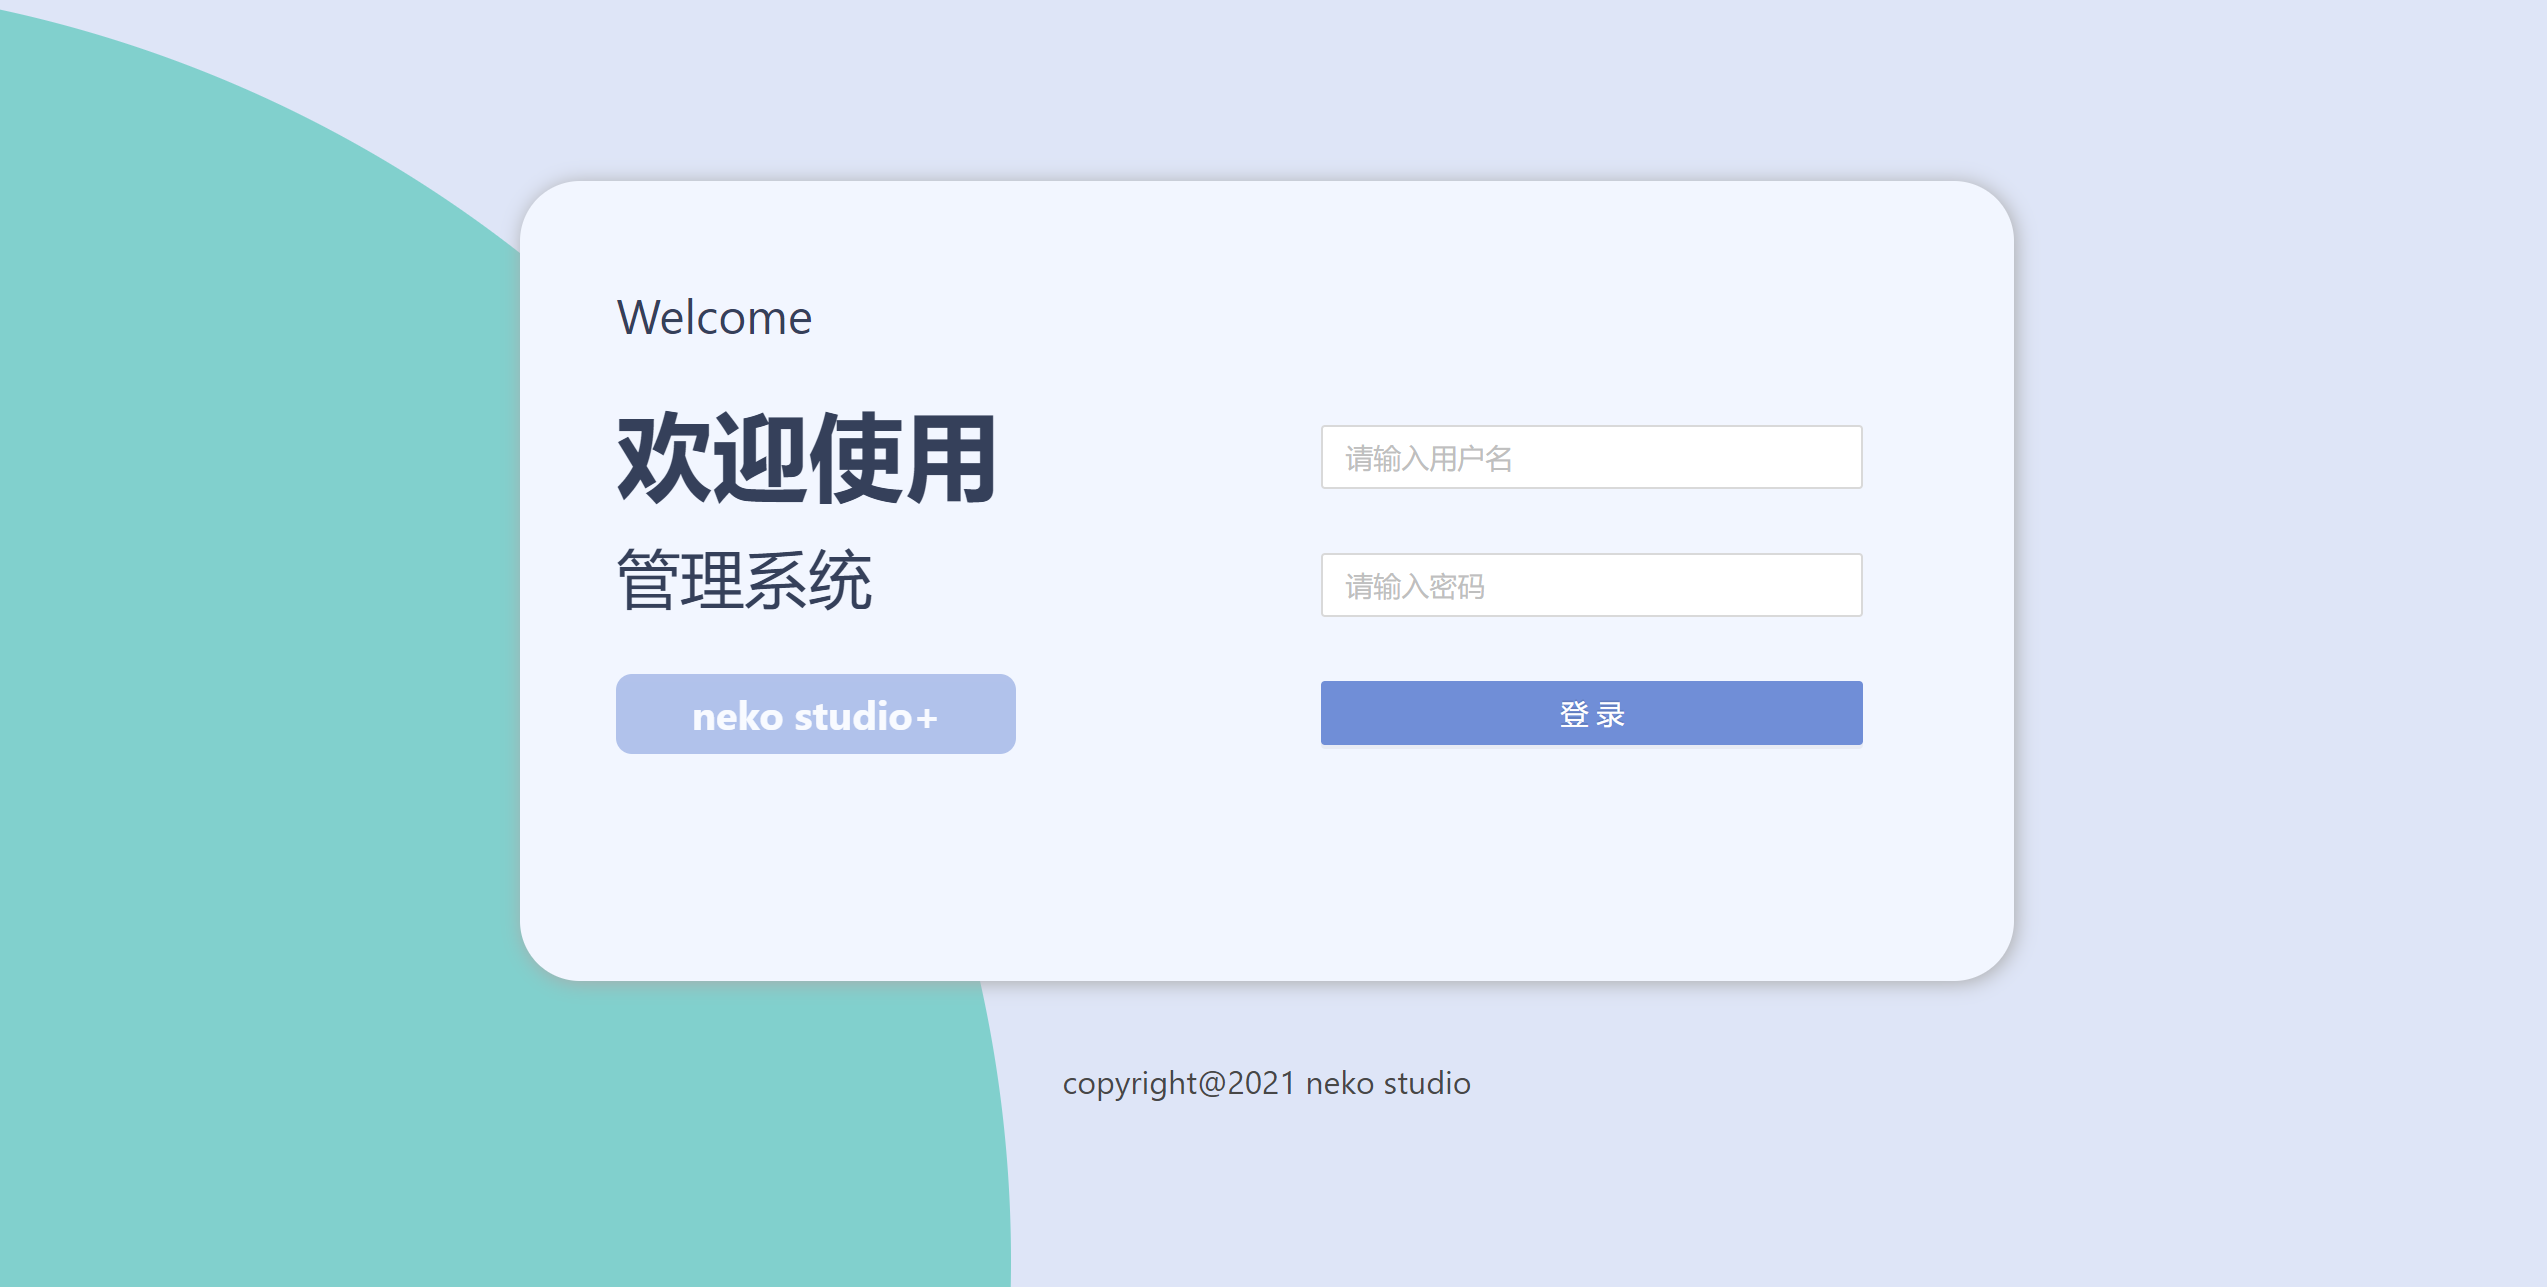 Welcome
欢迎使用
管理系统
neko studio+
请输入用户名
请输入密码
登 录
copyright@2021 neko studio